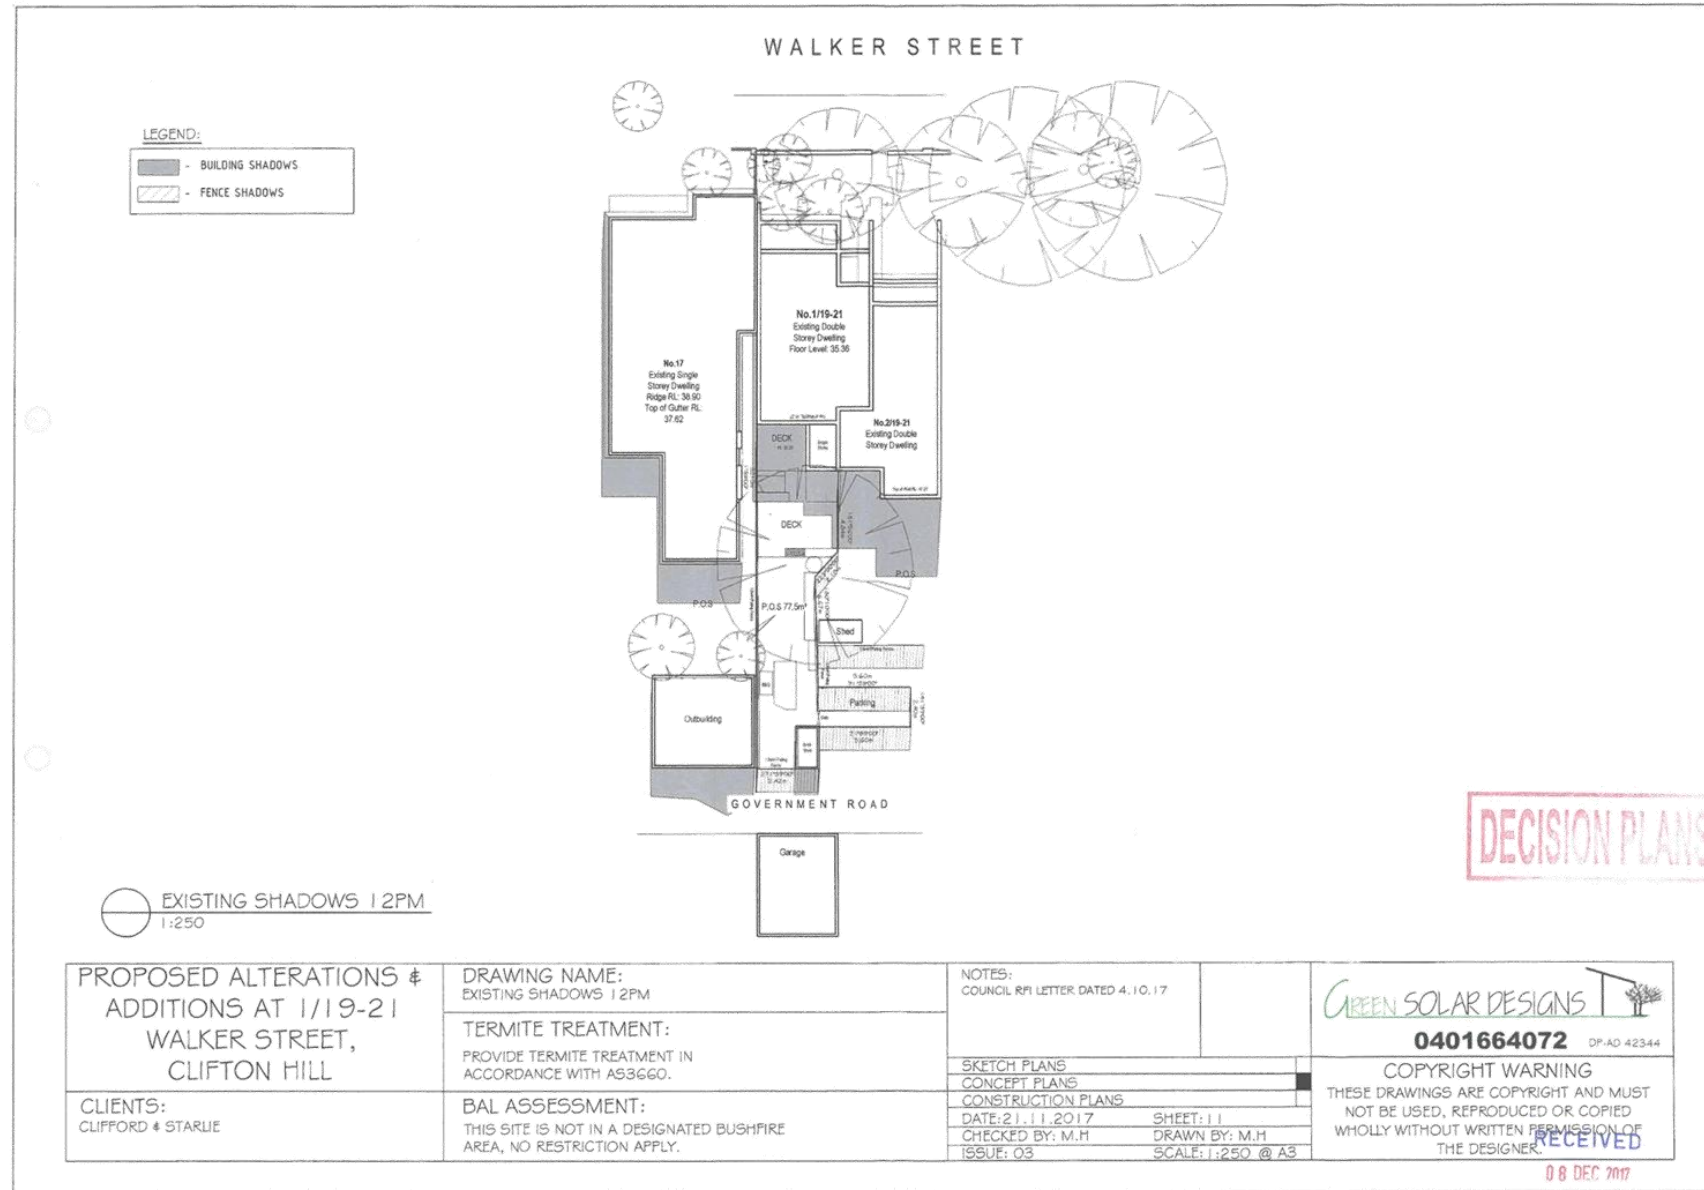 WALKER STREET
LEGEND:
- BUILDING SHADOWS
- FENCE SHADOWS
No.17
Existing Single
Storey Dwelling
Ridge RL: 38.90
Top of Gutter RL:
37.62
No.1/19-21
Existing Double
Storey Dwelling
Floor Level: 35.36
No.2/19-21
Existing Double
Storey Dwelling
DECK
DECK
P.O.S
P.O.S
P.O.S 77.5m²
Shed
Parking
Outbuilding
GOVERNMENT ROAD
Garage
DECISION PLANS
EXISTING SHADOWS 12PM
1:250
PROPOSED ALTERATIONS &
ADDITIONS AT 1/19-21
WALKER STREET,
CLIFTON HILL
CLIENTS:
CLIFFORD & STARLIE
DRAWING NAME:
EXISTING SHADOWS 12PM
TERMITE TREATMENT:
PROVIDE TERMITE TREATMENT IN
ACCORDANCE WITH AS3660.
BAL ASSESSMENT:
THIS SITE IS NOT IN A DESIGNATED BUSHFIRE
AREA, NO RESTRICTION APPLY.
NOTES:
COUNCIL RFI LETTER DATED 4.10.17
SKETCH PLANS
CONCEPT PLANS
CONSTRUCTION PLANS
DATE:21.11.2017 SHEET:11
CHECKED BY: M.H DRAWN BY: M.H
ISSUE: 03 SCALE:1:250 @ A3
GREEN SOLAR DESIGNS
0401664072 DP-AD 42344
COPYRIGHT WARNING
THESE DRAWINGS ARE COPYRIGHT AND MUST
NOT BE USED, REPRODUCED OR COPIED
WHOLLY WITHOUT WRITTEN PERMISSION OF
THE DESIGNER.
RECEIVED
08 DEC 2017